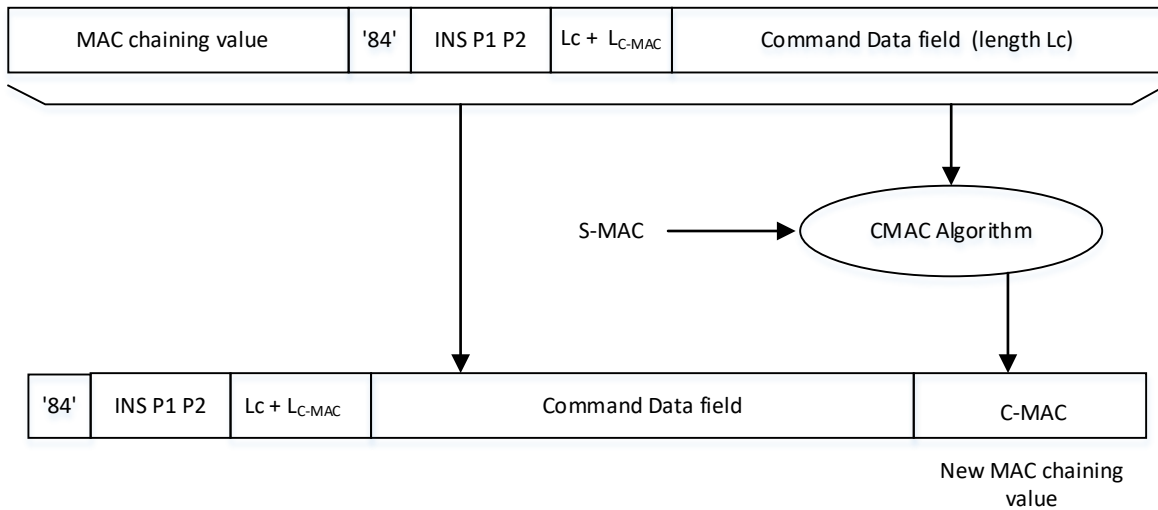 MAC chaining value '84' INS P1 P2 Lc + LC-MAC Command Data field (length Lc)
S-MAC
CMAC Algorithm
'84' INS P1 P2 Lc + LC-MAC Command Data field C-MAC
New MAC chaining
value